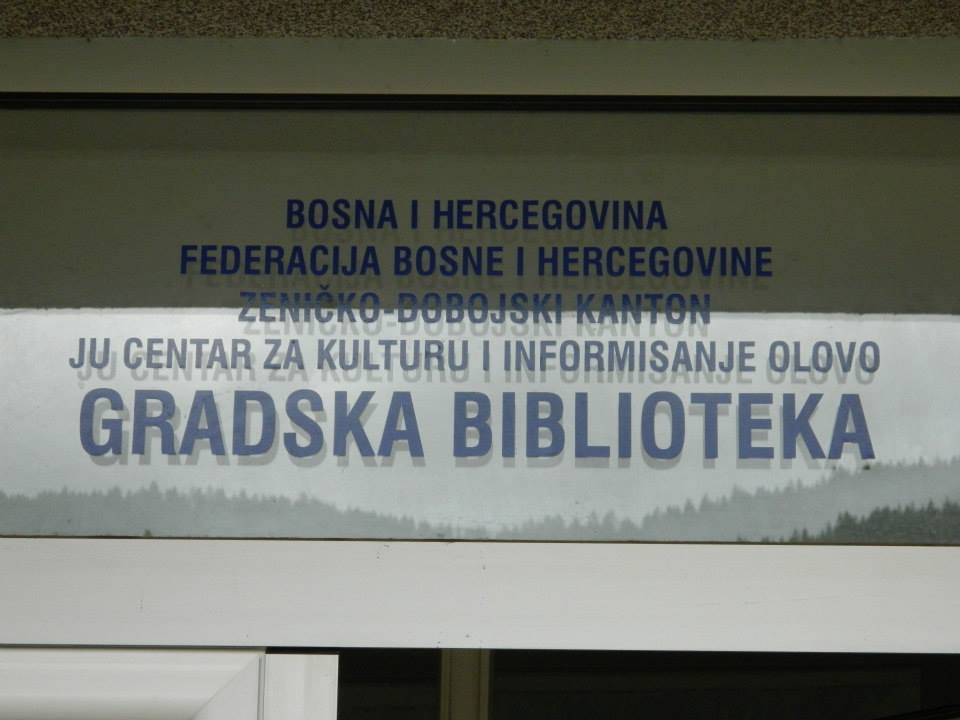 BOSNA I HERCEGOVINA
FEDERACIJA BOSNE I HERCEGOVINE
ZENIČKO-DOBOJSKI KANTON
JU CENTAR ZA KULTURU I INFORMISANJE OLOVO
GRADSKA BIBLIOTEKA